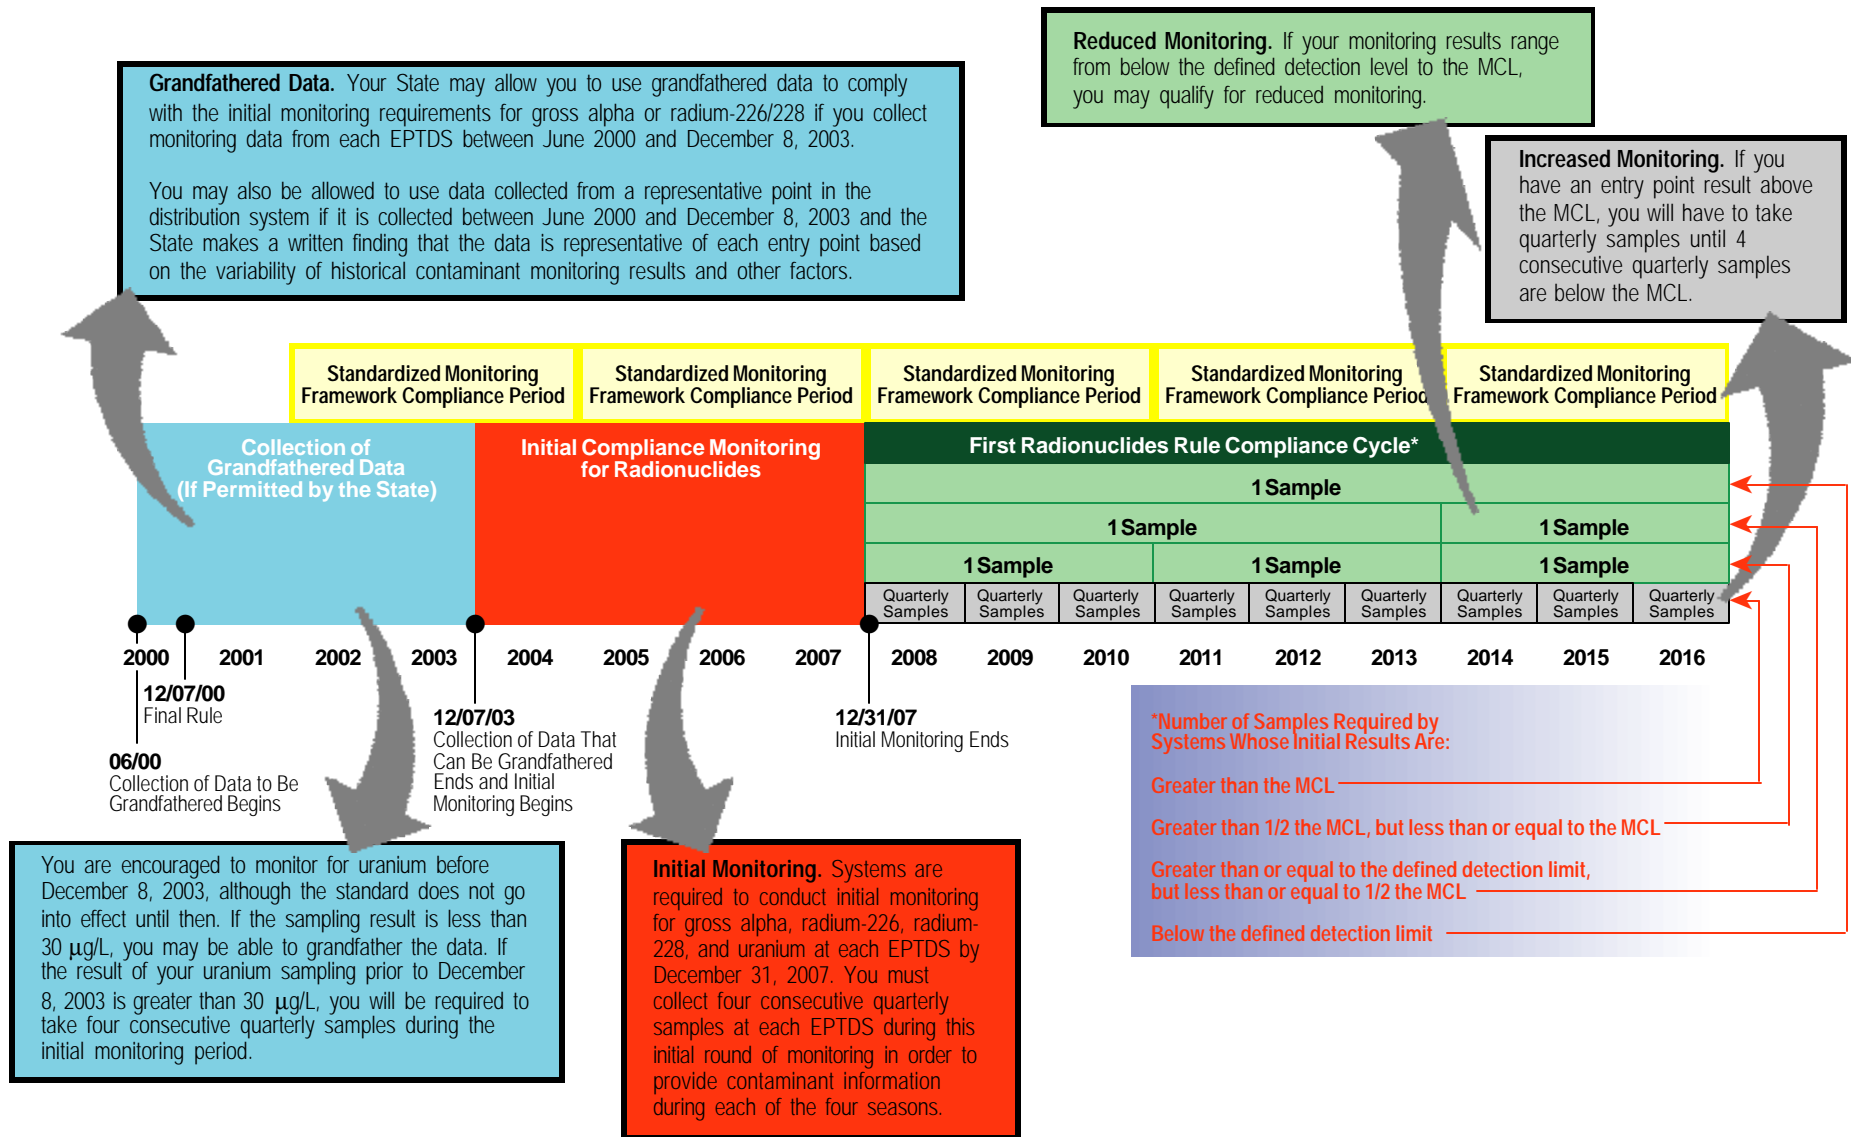 Reduced Monitoring. If your monitoring results range
from below the defined detection level to the MCL,
you may qualify for reduced monitoring.
Grandfathered Data. Your State may allow you to use grandfathered data to comply
with the initial monitoring requirements for gross alpha or radium-226/228 if you collect
monitoring data from each EPTDS between June 2000 and December 8, 2003.
You may also be allowed to use data collected from a representative point in the
distribution system if it is collected between June 2000 and December 8, 2003 and the
State makes a written finding that the data is representative of each entry point based
on the variability of historical contaminant monitoring results and other factors.
Increased Monitoring. If you
have an entry point result above
the MCL, you will have to take
quarterly samples until 4
consecutive quarterly samples
are below the MCL.
Standardized Monitoring
Framework Compliance Period
Standardized Monitoring
Framework Compliance Period
Standardized Monitoring
Framework Compliance Period
Standardized Monitoring
Framework Compliance Period
Standardized Monitoring
Framework Compliance Period
Collection of
Grandfathered Data
(If Permitted by the State)
Initial Compliance Monitoring
for Radionuclides
First Radionuclides Rule Compliance Cycle*
1 Sample
1 Sample
1 Sample
1 Sample
1 Sample
1 Sample
Quarterly
Samples
Quarterly
Samples
Quarterly
Samples
Quarterly
Samples
Quarterly
Samples
Quarterly
Samples
Quarterly
Samples
Quarterly
Samples
Quarterly
Samples
2000 2001 2002 2003 2004 2005 2006 2007 2008 2009 2010 2011 2012 2013 2014 2015 2016
12/07/00
Final Rule
06/00
Collection of Data to Be
Grandfathered Begins
12/07/03
Collection of Data That
Can Be Grandfathered
Ends and Initial
Monitoring Begins
12/31/07
Initial Monitoring Ends
*Number of Samples Required by
Systems Whose Initial Results Are:
Greater than the MCL
Greater than 1/2 the MCL, but less than or equal to the MCL
Greater than or equal to the defined detection limit,
but less than or equal to 1/2 the MCL
Below the defined detection limit
You are encouraged to monitor for uranium before
December 8, 2003, although the standard does not go
into effect until then. If the sampling result is less than
30 µg/L, you may be able to grandfather the data. If
the result of your uranium sampling prior to December
8, 2003 is greater than 30 µg/L, you will be required to
take four consecutive quarterly samples during the
initial monitoring period.
Initial Monitoring. Systems are
required to conduct initial monitoring
for gross alpha, radium-226, radium-
228, and uranium at each EPTDS by
December 31, 2007. You must
collect four consecutive quarterly
samples at each EPTDS during this
initial round of monitoring in order to
provide contaminant information
during each of the four seasons.